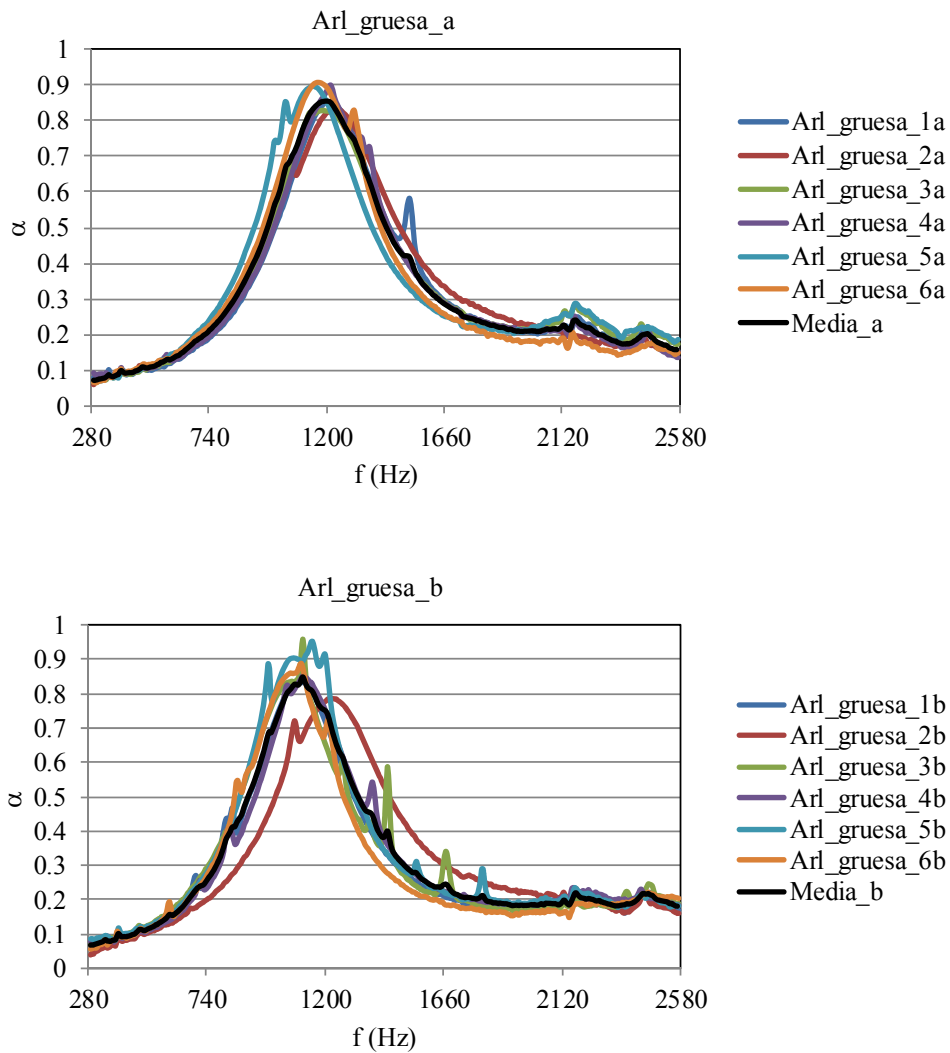 Arl_gruesa_a
1
0.9
0.8
0.7
0.6
0.5
0.4
0.3
0.2
0.1
0
α
280 740 1200 1660 2120 2580
f (Hz)
Arl_gruesa_1a
Arl_gruesa_2a
Arl_gruesa_3a
Arl_gruesa_4a
Arl_gruesa_5a
Arl_gruesa_6a
Media_a
Arl_gruesa_b
1
0.9
0.8
0.7
0.6
0.5
0.4
0.3
0.2
0.1
0
α
280 740 1200 1660 2120 2580
f (Hz)
Arl_gruesa_1b
Arl_gruesa_2b
Arl_gruesa_3b
Arl_gruesa_4b
Arl_gruesa_5b
Arl_gruesa_6b
Media_b